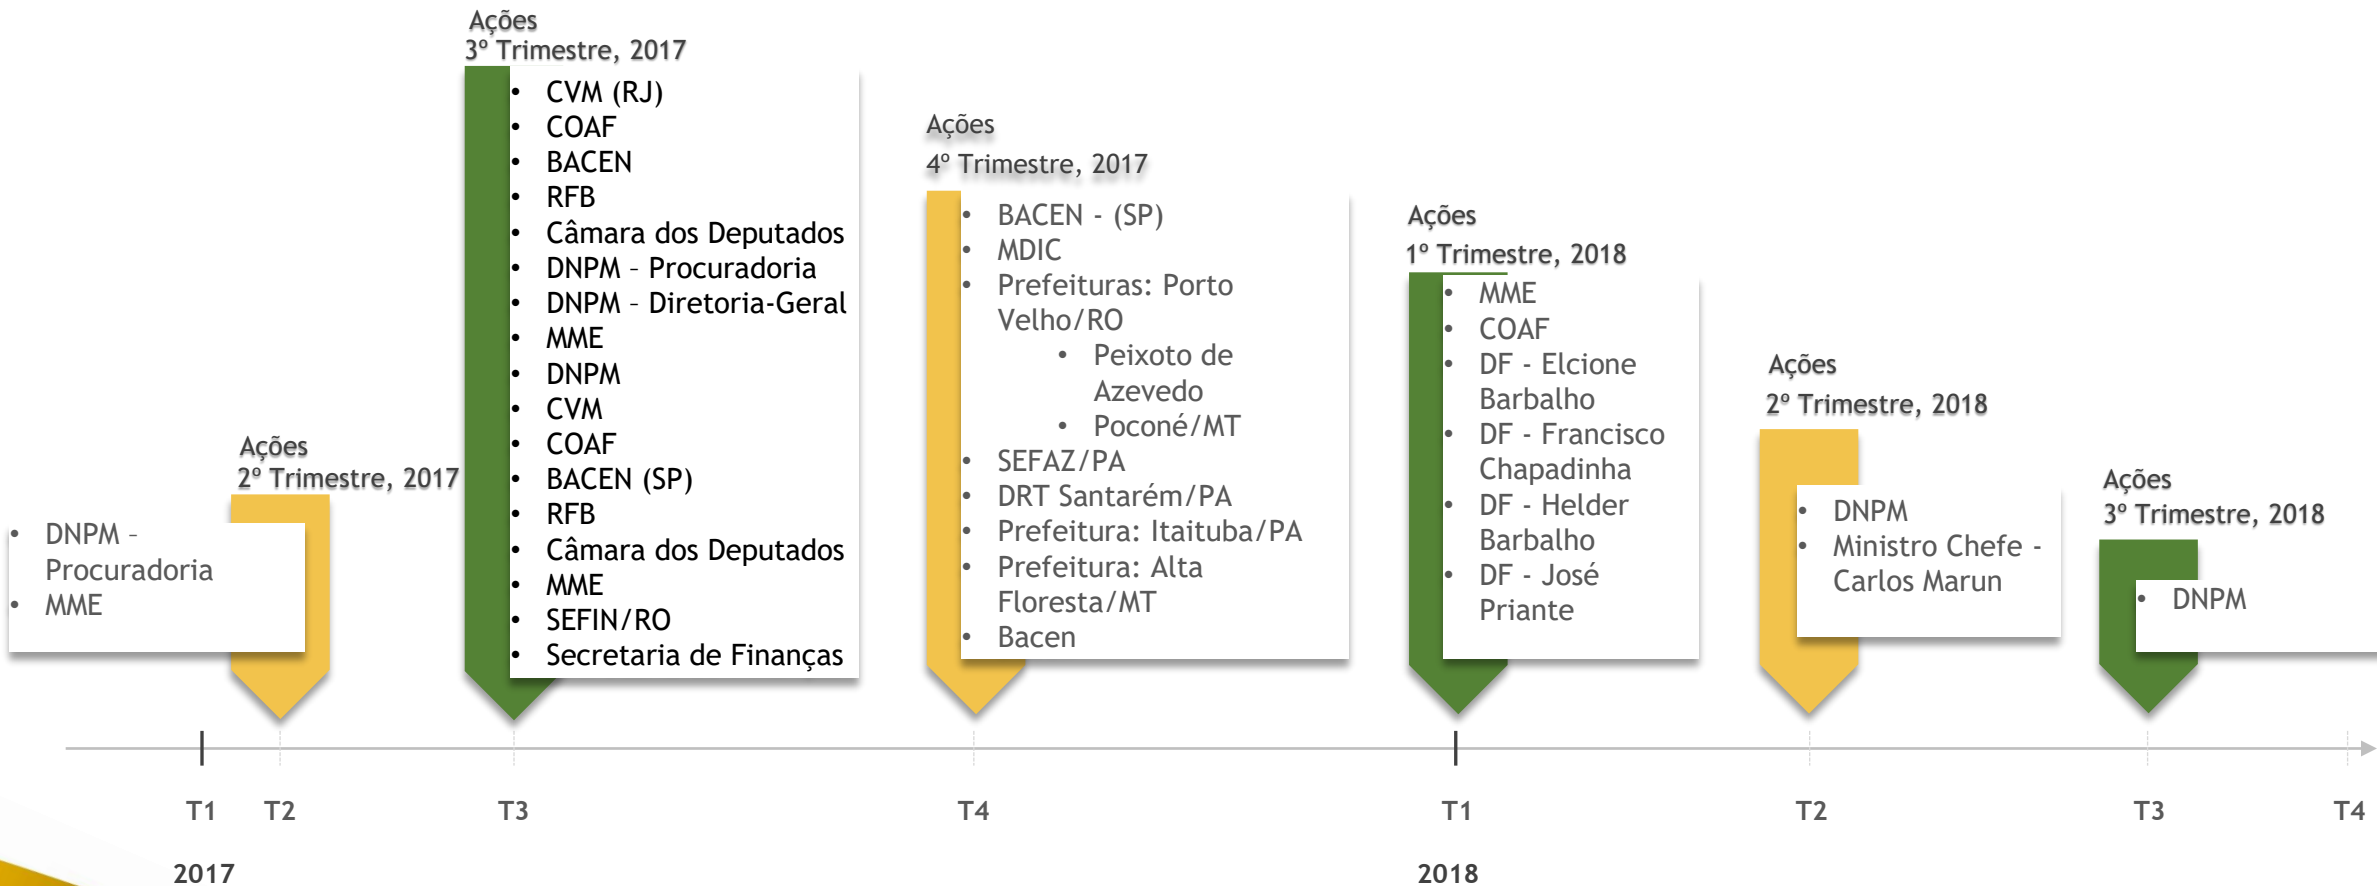 Ações
2º Trimestre, 2017
• DNPM –
Procuradoria
• MME
Ações
3º Trimestre, 2017
• CVM (RJ)
• COAF
• BACEN
• RFB
• Câmara dos Deputados
• DNPM – Procuradoria
• DNPM – Diretoria-Geral
• MME
• DNPM
• CVM
• COAF
• BACEN (SP)
• RFB
• Câmara dos Deputados
• MME
• SEFIN/RO
• Secretaria de Finanças
Ações
4º Trimestre, 2017
• BACEN - (SP)
• MDIC
• Prefeituras: Porto
Velho/RO
• Peixoto de
Azevedo
• Poconé/MT
• SEFAZ/PA
• DRT Santarém/PA
• Prefeitura: Itaituba/PA
• Prefeitura: Alta
Floresta/MT
• Bacen
Ações
1º Trimestre, 2018
• MME
• COAF
• DF - Elcione
Barbalho
• DF - Francisco
Chapadinha
• DF - Helder
Barbalho
• DF - José
Priante
Ações
2º Trimestre, 2018
• DNPM
• Ministro Chefe -
Carlos Marun
Ações
3º Trimestre, 2018
• DNPM
T1 T2 T3 T4 T1 T2 T3 T4
2017 2018